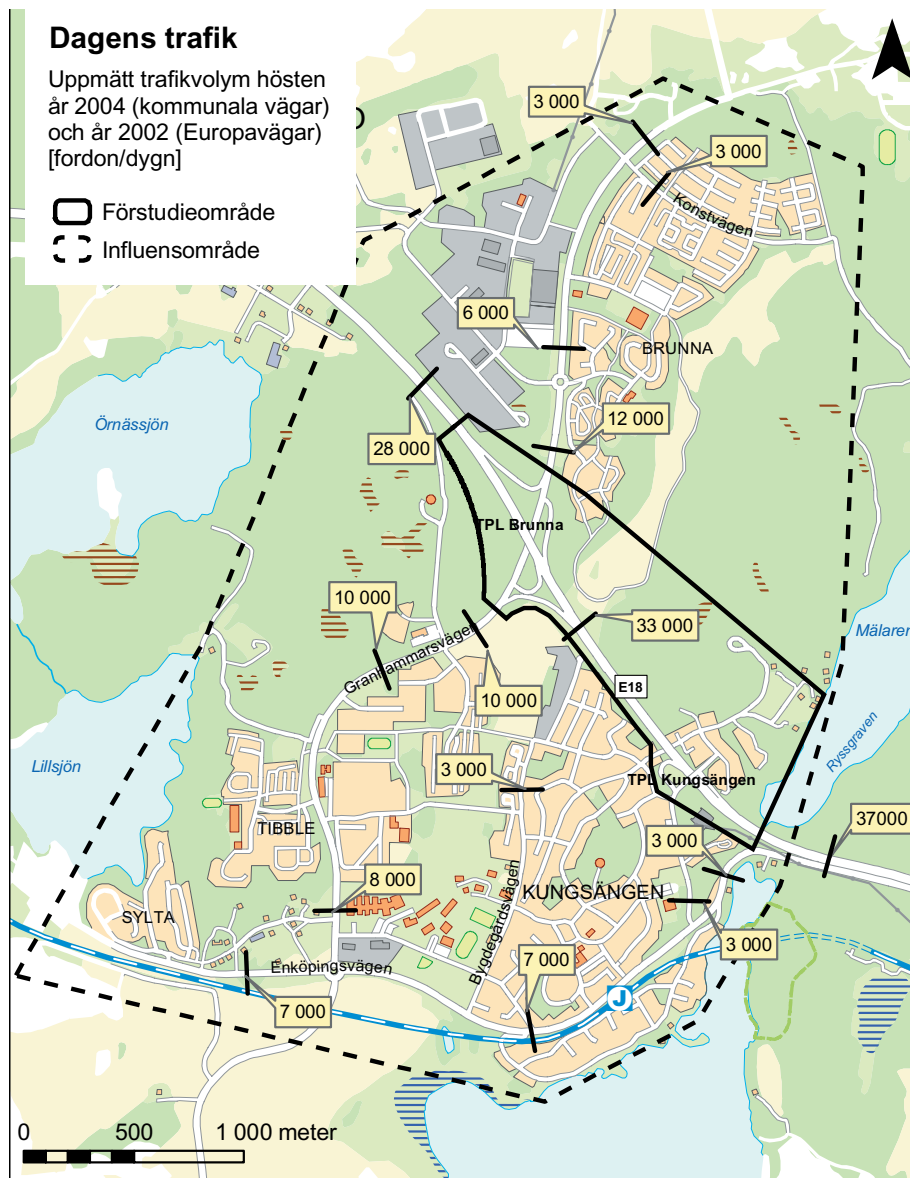 Dagens trafik
Uppmätt trafikvolym hösten
år 2004 (kommunala vägar)
och år 2002 (Europavägar)
[fordon/dygn]
Förstudieområde
Influensområde
3 000
3 000
Konstvägen
6 000
BRUNNA
Örnässjön
12 000
28 000
TPL Brunna
10 000
33 000
Mälaren
Granhammarsvägen
10 000
E18
Ryssgraven
Lillsjön
3 000
TPL Kungsängen
37000
TIBBLE
3 000
8 000
KUNGSÄNGEN
SYLTA
Bygdegårdsvägen
3 000
Enköpingsvägen
7 000
J
7 000
0 500 1 000 meter